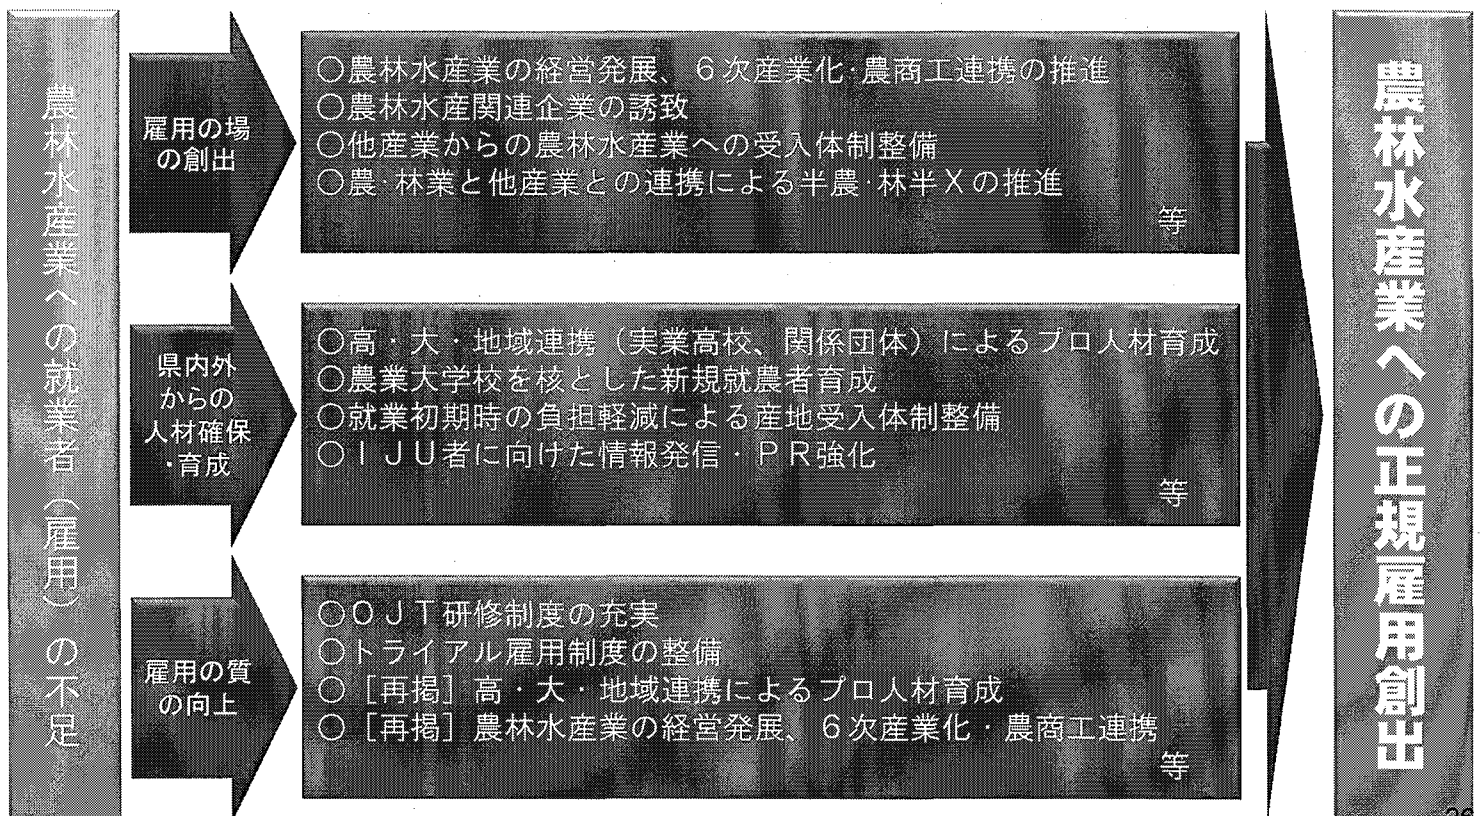 農林水産業への就業者（雇用）の不足
雇用の場
の創出
○農林水産業の経営発展、６次産業化・農商工連携の推進
○農林水産関連企業の誘致
○他産業からの農林水産業への受入体制整備
○農・林業と他産業との連携による半農・林半Ｘの推進
等
県内外
からの
人材確保
・育成
○高・大・地域連携（実業高校、関係団体）によるプロ人材育成
○農業大学校を核とした新規就農者育成
○就業初期時の負担軽減による産地受入体制整備
○ＩＪＵ者に向けた情報発信・ＰＲ強化
等
雇用の質
の向上
○ＯＪＴ研修制度の充実
○トライアル雇用制度の整備
○［再掲］高・大・地域連携によるプロ人材育成
○［再掲］農林水産業の経営発展、６次産業化・農商工連携
等
農林水産業への正規雇用創出